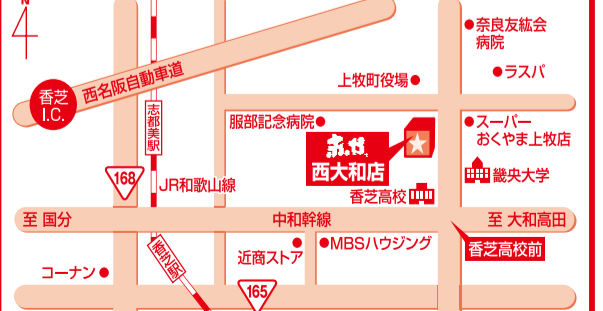 N
奈良友紘会
病院
ラスパ
西名阪自動車道
上牧町役場
香芝
I.C.
志都美駅
服部記念病院
スーパー
おくやま上牧店
西大和店
畿央大学
168
JR和歌山線
香芝高校
至 国分
中和幹線
至 大和高田
香芝高校前
香芝駅
近商ストア
MBSハウジング
コーナン
165